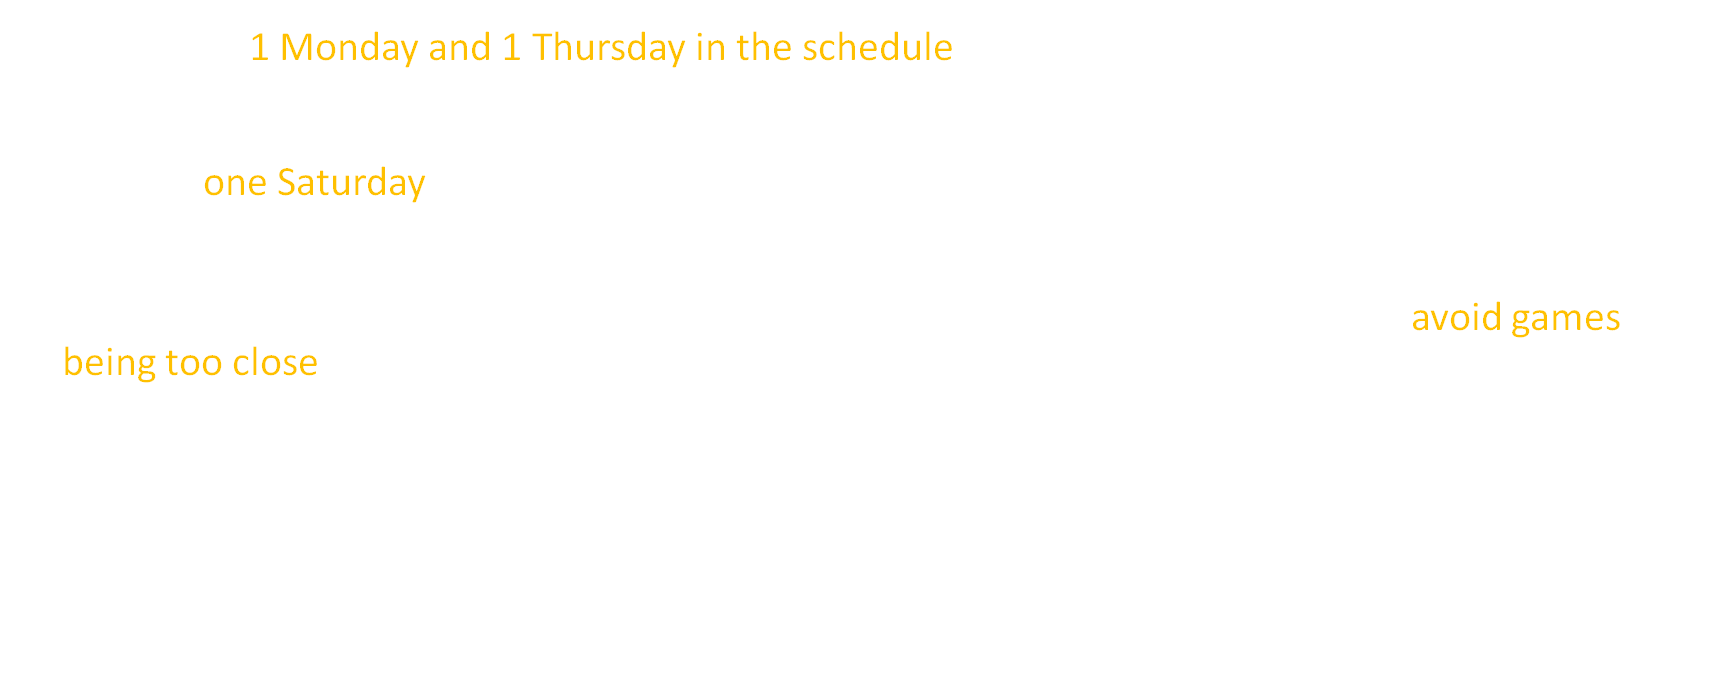 1 Monday and 1 Thursday in the schedule
one Saturday
avoid games
being too close